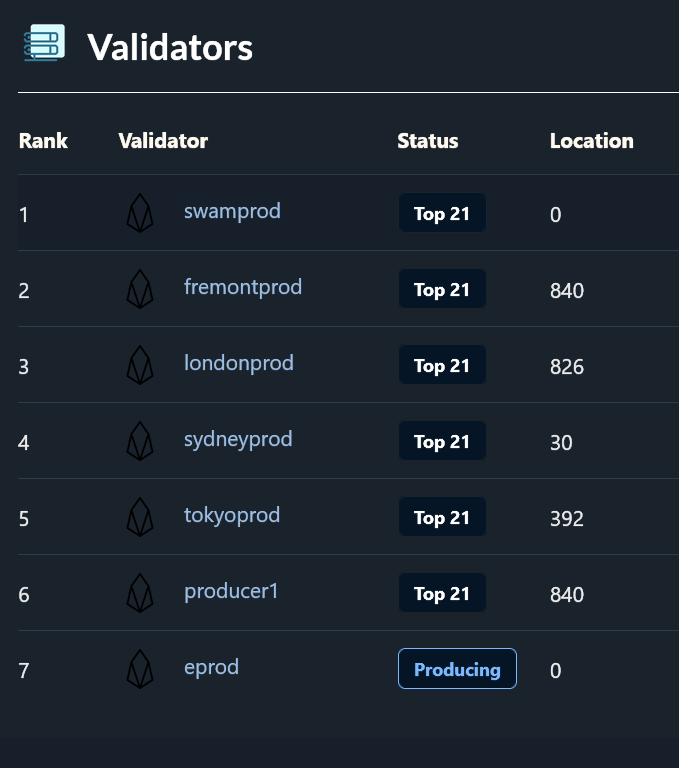 Validators
Rank Validator Status Location
1 swamprod Top 21 0
2 fremontprod Top 21 840
3 londonprod Top 21 826
4 sydneyprod Top 21 30
5 tokyoprod Top 21 392
6 producer1 Top 21 840
7 eprod Producing 0